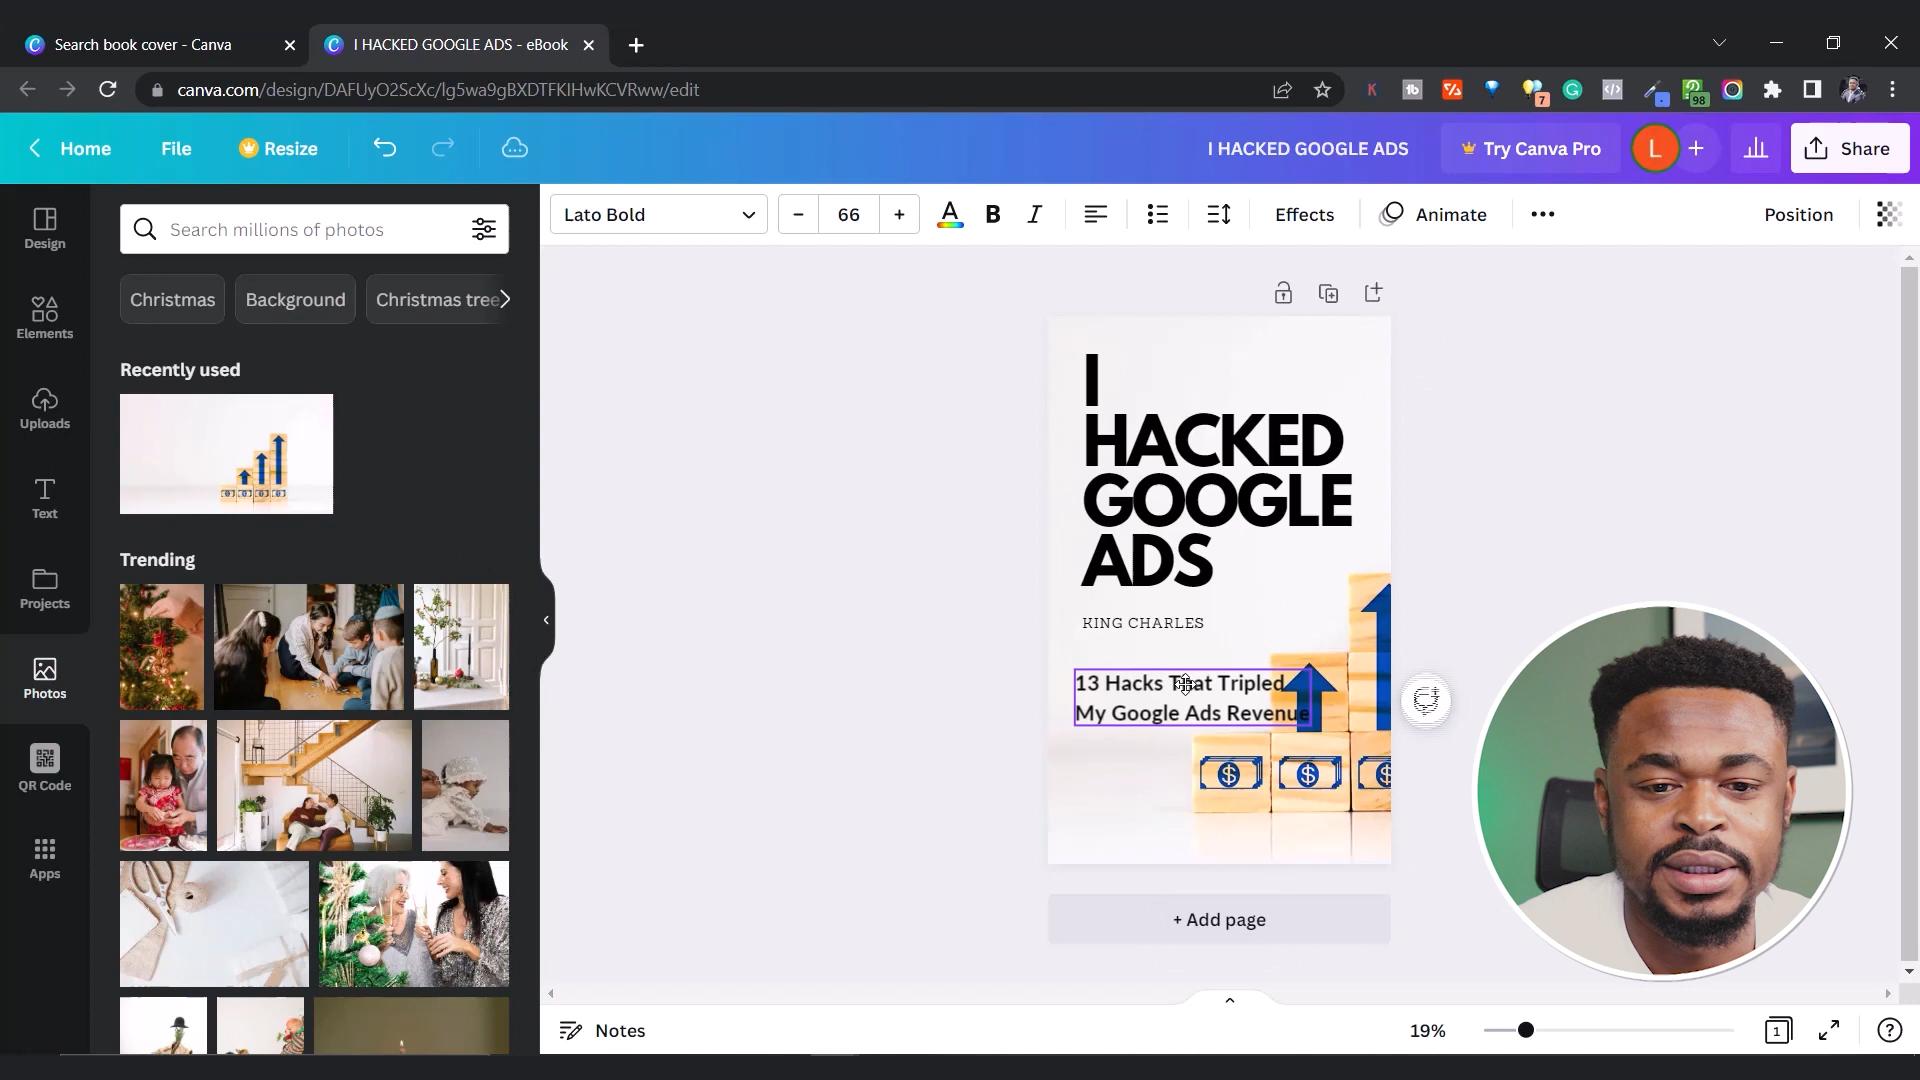 Search book cover - Canva
I HACKED GOOGLE ADS - eBook
canva.com/design/DAFUyO2ScXc/lg5wa9gBXDTFKIHwKCVRww/edit
7
98
Home
File
Resize
I HACKED GOOGLE ADS
Try Canva Pro
L
Share
Lato Bold
66
A
B
I
Effects
Animate
Position
Design
Elements
Uploads
Text
Projects
Photos
QR Code
Apps
Search millions of photos
Christmas
Background
Christmas tree
Recently used
Trending
I
HACKED
GOOGLE
ADS
KING CHARLES
13 Hacks That Tripled
My Google Ads Revenue
+ Add page
Notes
19%
1